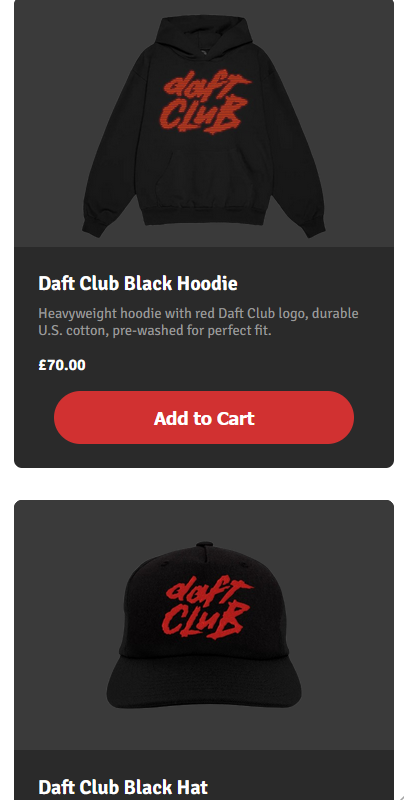 daft
CLuB
Daft Club Black Hoodie
Heavyweight hoodie with red Daft Club logo, durable
U.S. cotton, pre-washed for perfect fit.
£70.00
Add to Cart
daft
CLuB
Daft Club Black Hat